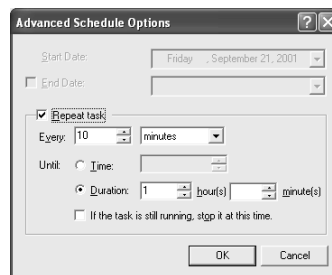 Advanced Schedule Options
Start Date: Friday , September 21, 2001
End Date:
Repeat task
Every: 10 minutes
Until: Time:
Duration: 1 hour(s) minute(s)
If the task is still running, stop it at this time.
OK Cancel